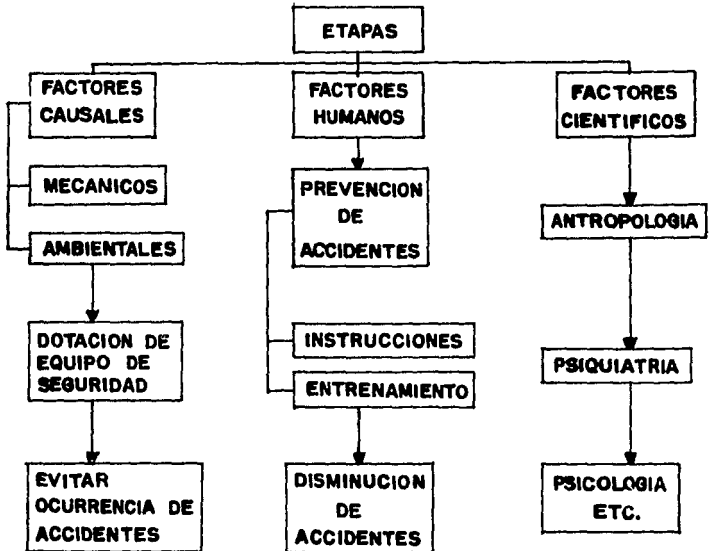 ETAPAS
FACTORES
CAUSALES
MECANICOS
AMBIENTALES
DOTACION DE
EQUIPO DE
SEGURIDAD
EVITAR
OCURRENCIA DE
ACCIDENTES
FACTORES
HUMANOS
PREVENCION
DE
ACCIDENTES
INSTRUCCIONES
ENTRENAMIENTO
DISMINUCION
DE
ACCIDENTES
FACTORES
CIENTIFICOS
ANTROPOLOGIA
PSIQUIATRIA
PSICOLOGIA
ETC.